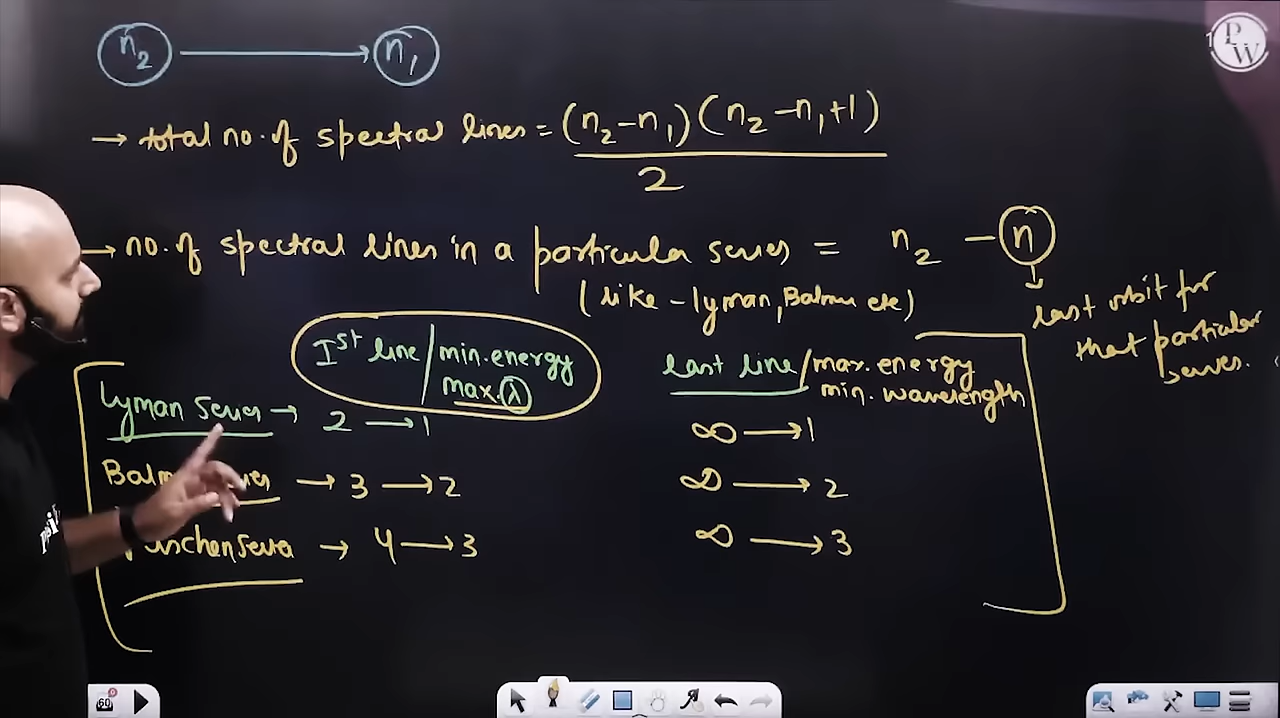 n₂ → n₁
PW
→ total no. of spectral lines = (n₂-n₁)(n₂-n₁+1)
2
→ no. of spectral lines in a particular series = n₂ - n
(like - lyman, Balmer etc)
last orbit for
that particular
series.
Iˢᵗ line/min. energy
max. λ
last line/max. energy
min. wavelength
Lyman series → 2 → 1
∞ → 1
→ 3 → 2
∞ → 2
→ 4 → 3
∞ → 3
60